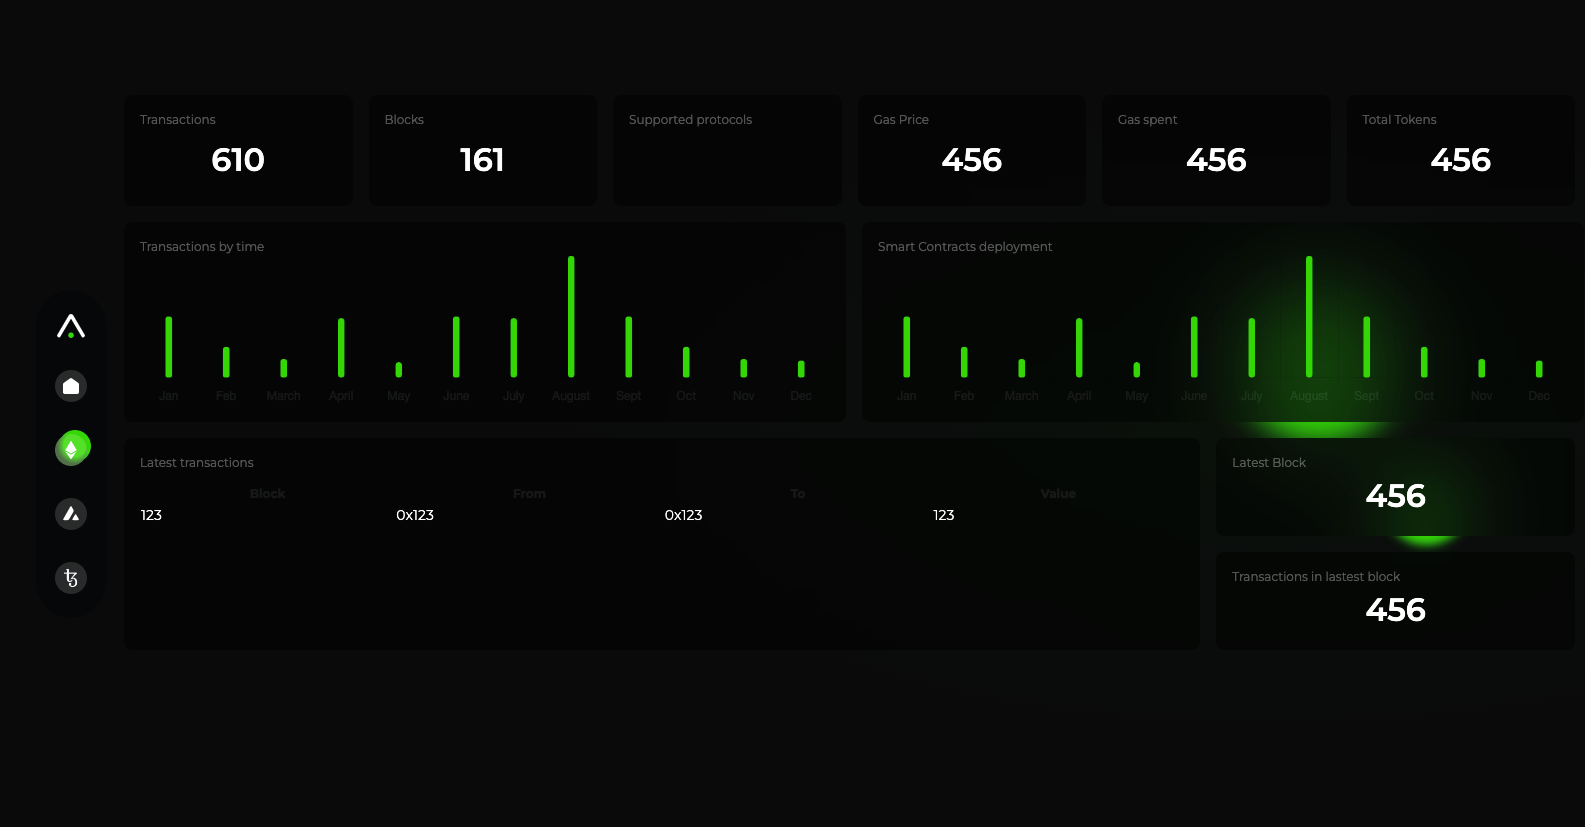 Transactions
610
Blocks
161
Supported protocols
Gas Price
456
Gas spent
456
Total Tokens
456
Transactions by time
Jan Feb March April May June July August Sept Oct Nov Dec
Smart Contracts deployment
Jan Feb March April May June July August Sept Oct Nov Dec
Latest transactions
Block From To Value
123 0x123 0x123 123
Latest Block
456
Transactions in lastest block
456